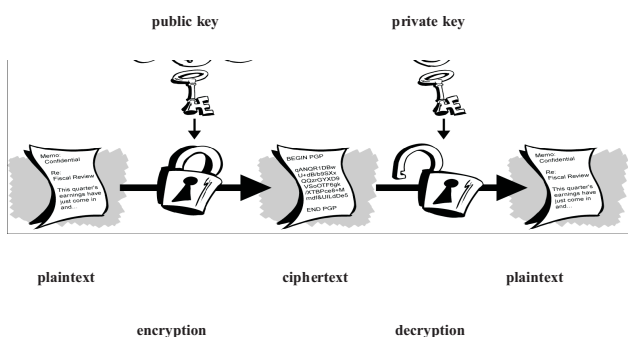 public key
private key
Memo:
Confidential
Re:
Fiscal Review
This quarter's
earnings have
just come in
and...
BEGIN PGP
END PGP
Memo:
Confidential
Re:
Fiscal Review
This quarter's
earnings have
just come in
and...
plaintext
ciphertext
plaintext
encryption
decryption